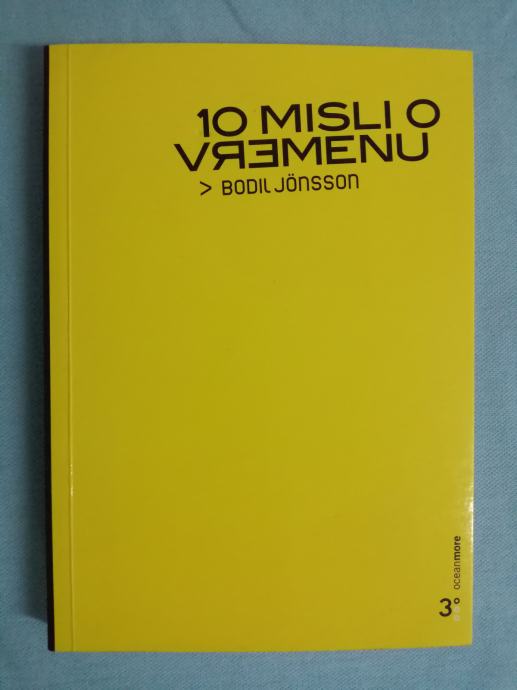 10 MISLI O
VREMENU
> BODIL JÖNSSON
3.
oceanmore